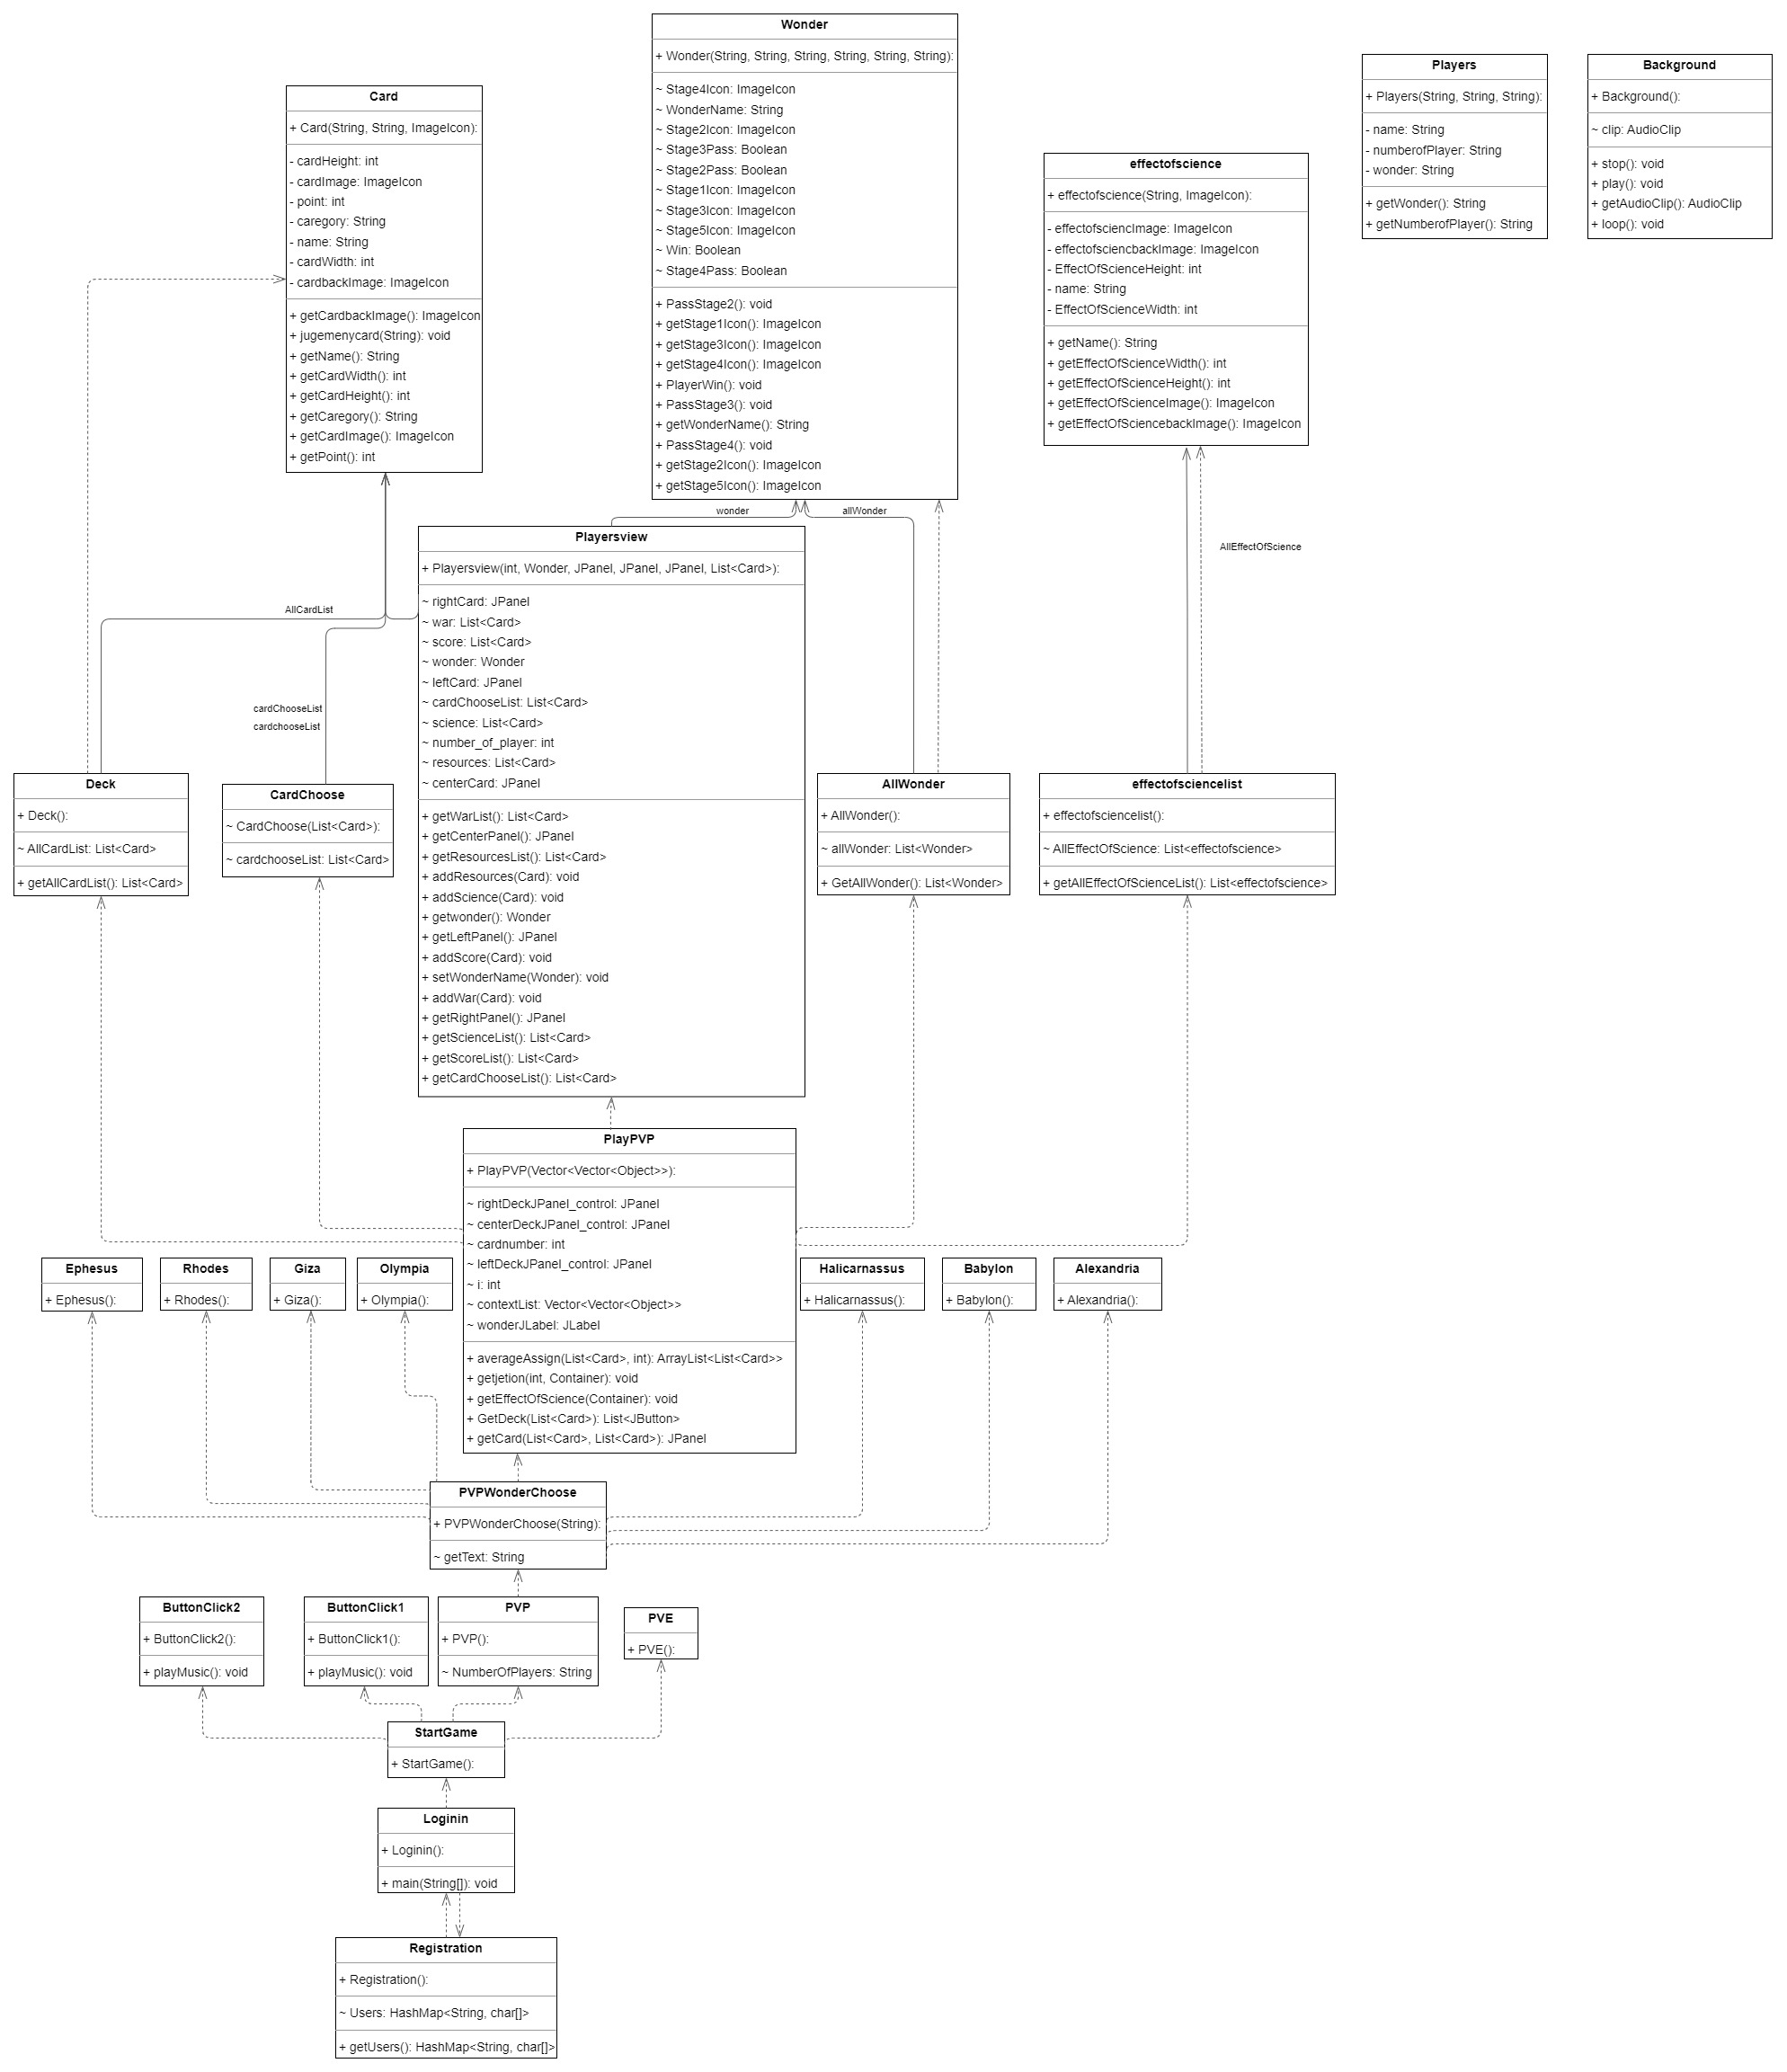 Wonder
+ Wonder(String, String, String, String, String, String):
~ Stage4Icon: ImageIcon
~ WonderName: String
~ Stage2Icon: ImageIcon
~ Stage3Pass: Boolean
~ Stage2Pass: Boolean
~ Stage1Icon: ImageIcon
~ Stage3Icon: ImageIcon
~ Stage5Icon: ImageIcon
~ Win: Boolean
~ Stage4Pass: Boolean
+ PassStage2(): void
+ getStage1Icon(): ImageIcon
+ getStage3Icon(): ImageIcon
+ getStage4Icon(): ImageIcon
+ PlayerWin(): void
+ PassStage3(): void
+ getWonderName(): String
+ PassStage4(): void
+ getStage2Icon(): ImageIcon
+ getStage5Icon(): ImageIcon
Players
+ Players(String, String, String):
- name: String
- numberofPlayer: String
- wonder: String
+ getWonder(): String
+ getNumberofPlayer(): String
Background
+ Background():
~ clip: AudioClip
+ stop(): void
+ play(): void
+ getAudioClip(): AudioClip
+ loop(): void
Card
+ Card(String, String, ImageIcon):
- cardHeight: int
- cardImage: ImageIcon
- point: int
- caregory: String
- name: String
- cardWidth: int
- cardbackImage: ImageIcon
+ getCardbackImage(): ImageIcon
+ jugemenycard(String): void
+ getName(): String
+ getCardWidth(): int
+ getCardHeight(): int
+ getCaregory(): String
+ getCardImage(): ImageIcon
+ getPoint(): int
effectofscience
+ effectofscience(String, ImageIcon):
- effectofsciencImage: ImageIcon
- effectofsciencbackImage: ImageIcon
- EffectOfScienceHeight: int
- name: String
- EffectOfScienceWidth: int
+ getName(): String
+ getEffectOfScienceWidth(): int
+ getEffectOfScienceHeight(): int
+ getEffectOfScienceImage(): ImageIcon
+ getEffectOfSciencebackImage(): ImageIcon
wonder
allWonder
AllEffectOfScience
AllCardList
cardChooseList
cardchooseList
Playersview
+ Playersview(int, Wonder, JPanel, JPanel, JPanel, List<Card>):
~ rightCard: JPanel
~ war: List<Card>
~ score: List<Card>
~ wonder: Wonder
~ leftCard: JPanel
~ cardChooseList: List<Card>
~ science: List<Card>
~ number_of_player: int
~ resources: List<Card>
~ centerCard: JPanel
+ getWarList(): List<Card>
+ getCenterPanel(): JPanel
+ getResourcesList(): List<Card>
+ addResources(Card): void
+ addScience(Card): void
+ getwonder(): Wonder
+ getLeftPanel(): JPanel
+ addScore(Card): void
+ setWonderName(Wonder): void
+ addWar(Card): void
+ getRightPanel(): JPanel
+ getScienceList(): List<Card>
+ getScoreList(): List<Card>
+ getCardChooseList(): List<Card>
Deck
+ Deck():
~ AllCardList: List<Card>
+ getAllCardList(): List<Card>
CardChoose
~ CardChoose(List<Card>):
~ cardchooseList: List<Card>
AllWonder
+ AllWonder():
~ allWonder: List<Wonder>
+ GetAllWonder(): List<Wonder>
effectofsciencelist
+ effectofsciencelist():
~ AllEffectOfScience: List<effectofscience>
+ getAllEffectOfScienceList(): List<effectofscience>
PlayPVP
+ PlayPVP(Vector<Vector<Object>>):
~ rightDeckJPanel_control: JPanel
~ centerDeckJPanel_control: JPanel
~ cardnumber: int
~ leftDeckJPanel_control: JPanel
~ i: int
~ contextList: Vector<Vector<Object>>
~ wonderJLabel: JLabel
+ averageAssign(List<Card>, int): ArrayList<List<Card>>
+ getjetion(int, Container): void
+ getEffectOfScience(Container): void
+ GetDeck(List<Card>): List<JButton>
+ getCard(List<Card>, List<Card>): JPanel
Ephesus
+ Ephesus():
Rhodes
+ Rhodes():
Giza
+ Giza():
Olympia
+ Olympia():
Halicarnassus
+ Halicarnassus():
Babylon
+ Babylon():
Alexandria
+ Alexandria():
PVPWonderChoose
+ PVPWonderChoose(String):
~ getText: String
ButtonClick2
+ ButtonClick2():
+ playMusic(): void
ButtonClick1
+ ButtonClick1():
+ playMusic(): void
PVP
+ PVP():
~ NumberOfPlayers: String
PVE
+ PVE():
StartGame
+ StartGame():
Loginin
+ Loginin():
+ main(String[]): void
Registration
+ Registration():
~ Users: HashMap<String, char[]>
+ getUsers(): HashMap<String, char[]>